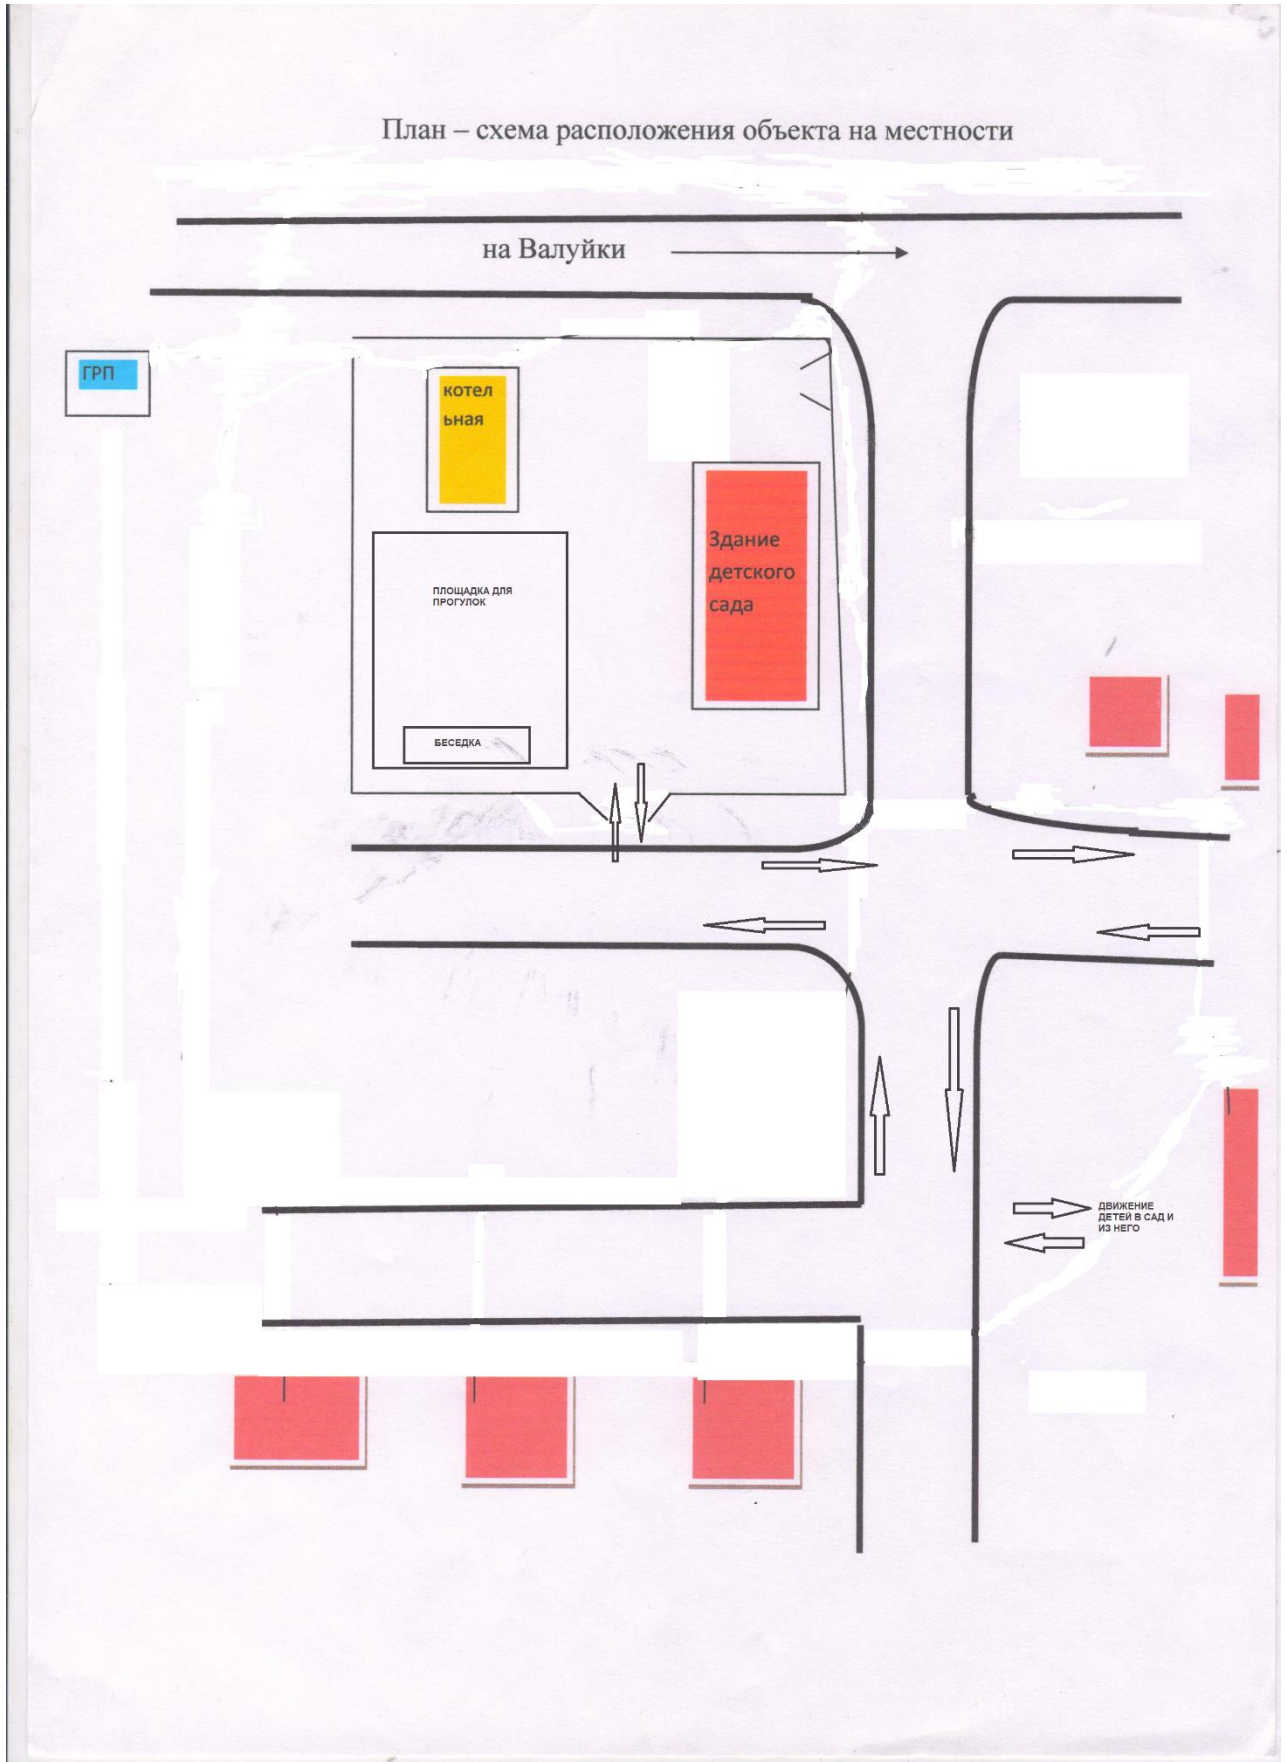 План – схема расположения объекта на местности
на Валуйки
ГРП
котел
ьная
Здание
детского
сада
ПЛОЩАДКА ДЛЯ
ПРОГУЛОК
БЕСЕДКА
ДВИЖЕНИЕ
ДЕТЕЙ В САД И
ИЗ НЕГО